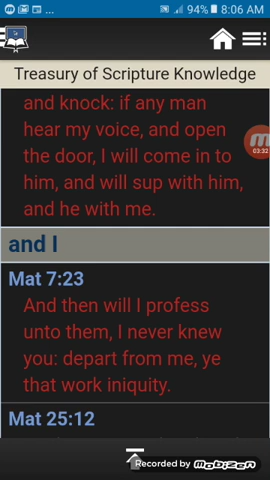 94% 8:06 AM
Treasury of Scripture Knowledge
and knock: if any man
hear my voice, and open
the door, I will come in to
him, and will sup with him,
and he with me.
03:32
and I
Mat 7:23
And then will I profess
unto them, I never knew
you: depart from me, ye
that work iniquity.
Mat 25:12
Recorded by mobizen